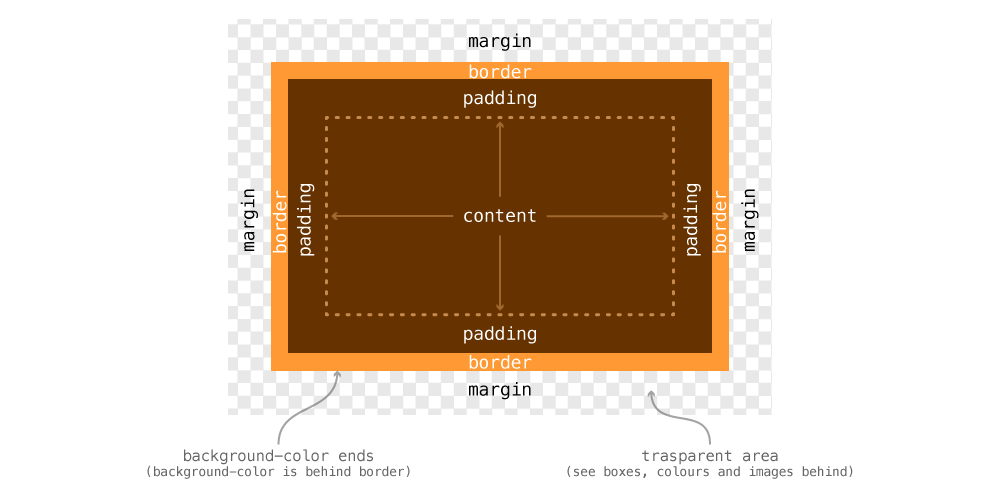 margin
border
padding
margin
border
padding
content
padding
border
margin
padding
border
margin
background-color ends
(background-color is behind border)
trasparent area
(see boxes, colours and images behind)